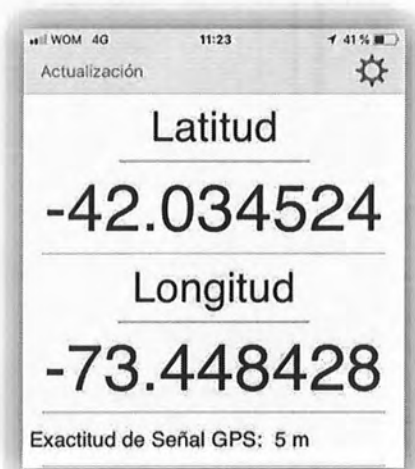 WOM 4G 11:23 41 %
Actualización
Latitud
-42.034524
Longitud
-73.448428
Exactitud de Señal GPS: 5 m